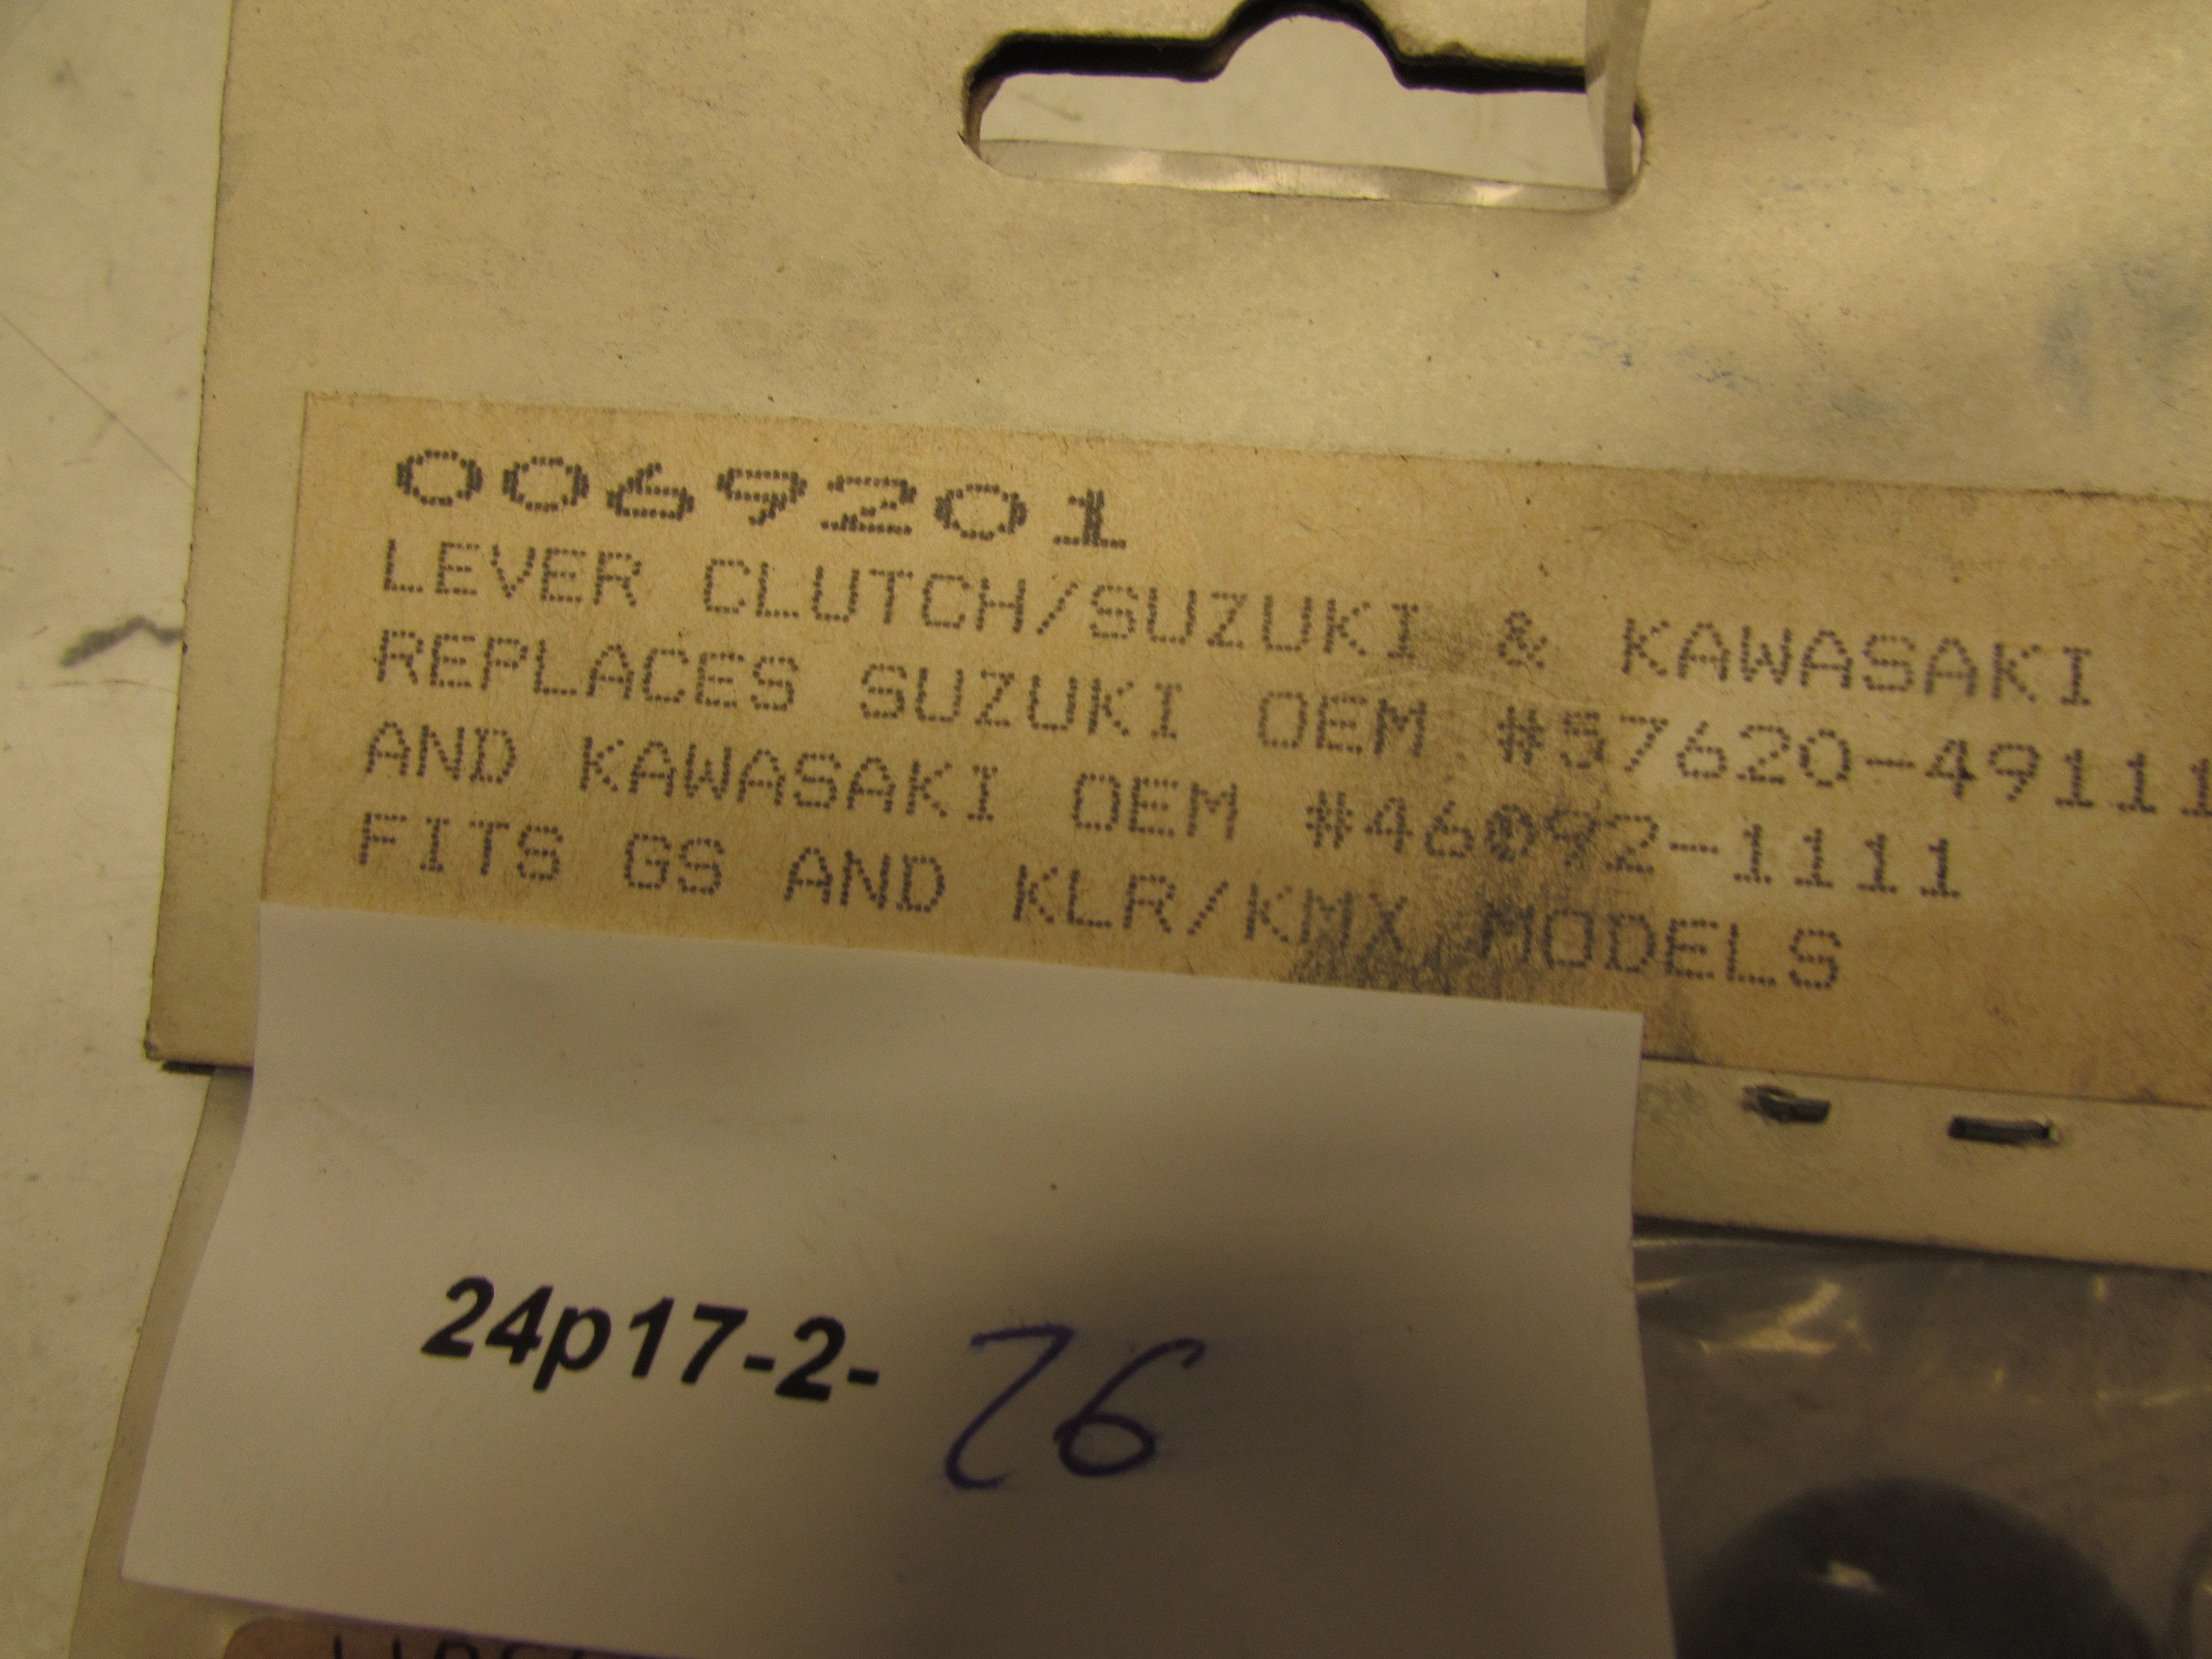 0069201
LEVER CLUTCH/SUZUKI & KAWASAKI
REPLACES SUZUKI OEM #57620-49111
AND KAWASAKI OEM #46092-1111
FITS GS AND KLR/KMX MODELS
24p17-2-26